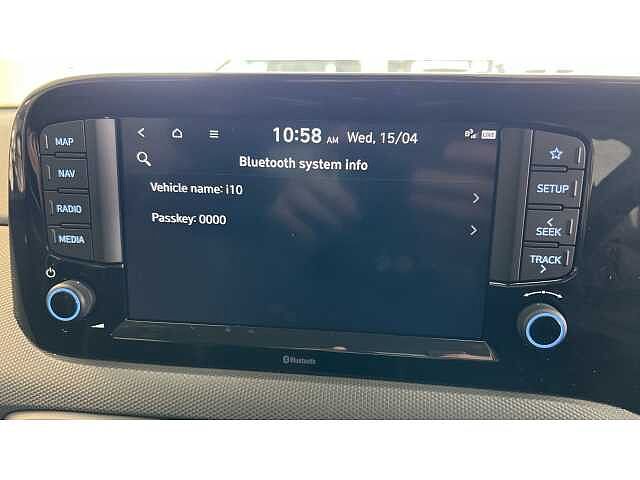 MAP
NAV
RADIO
MEDIA
10:58 AM Wed, 15/04
LIVE
Bluetooth system info
Vehicle name: i10
Passkey: 0000
SETUP
SEEK
TRACK
Bluetooth